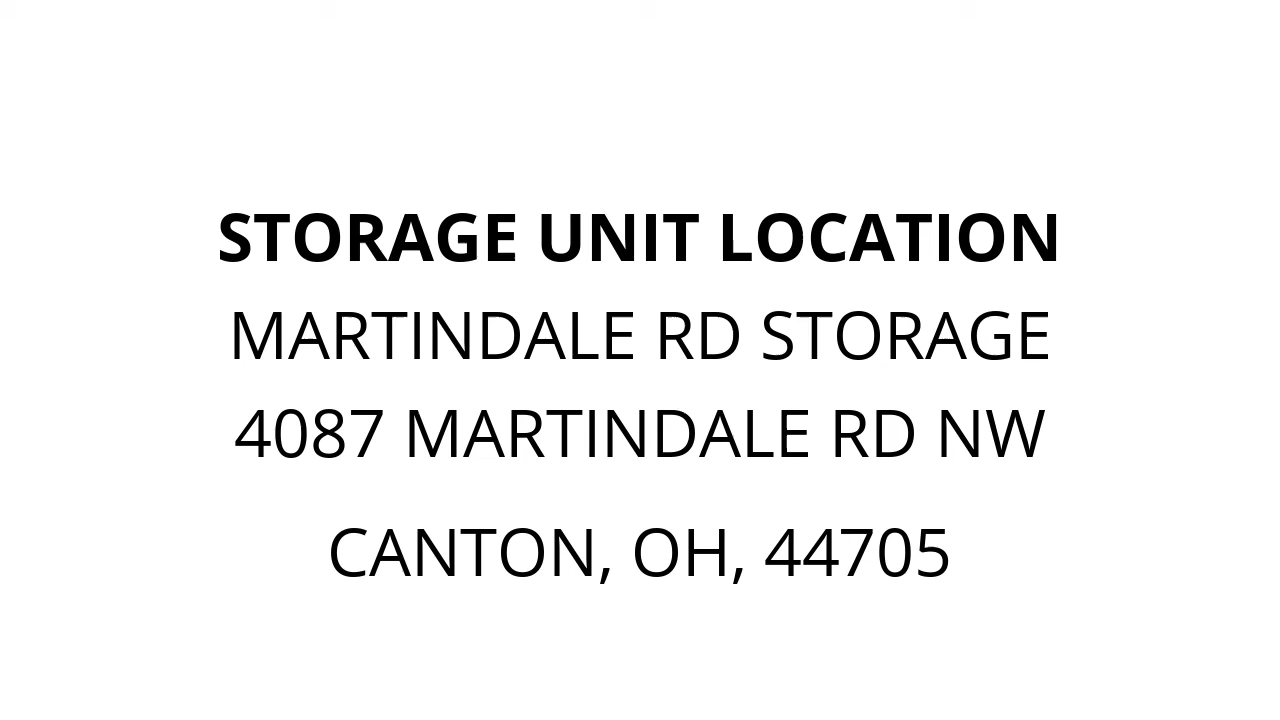 STORAGE UNIT LOCATION
MARTINDALE RD STORAGE
4087 MARTINDALE RD NW
CANTON, OH, 44705